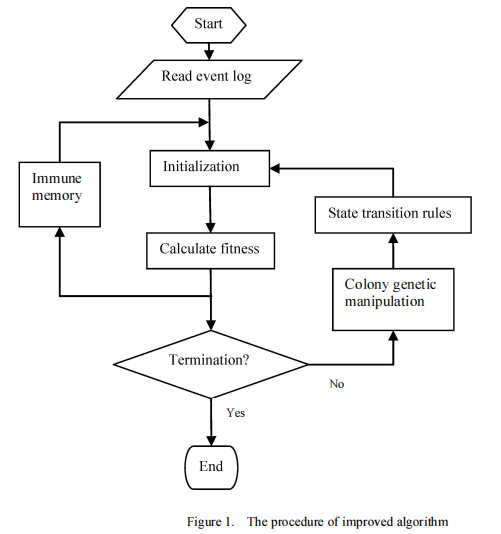 Start
Read event log
Immune
memory
Initialization
State transition rules
Calculate fitness
Colony genetic
manipulation
Termination?
No
Yes
End
Figure 1. The procedure of improved algorithm